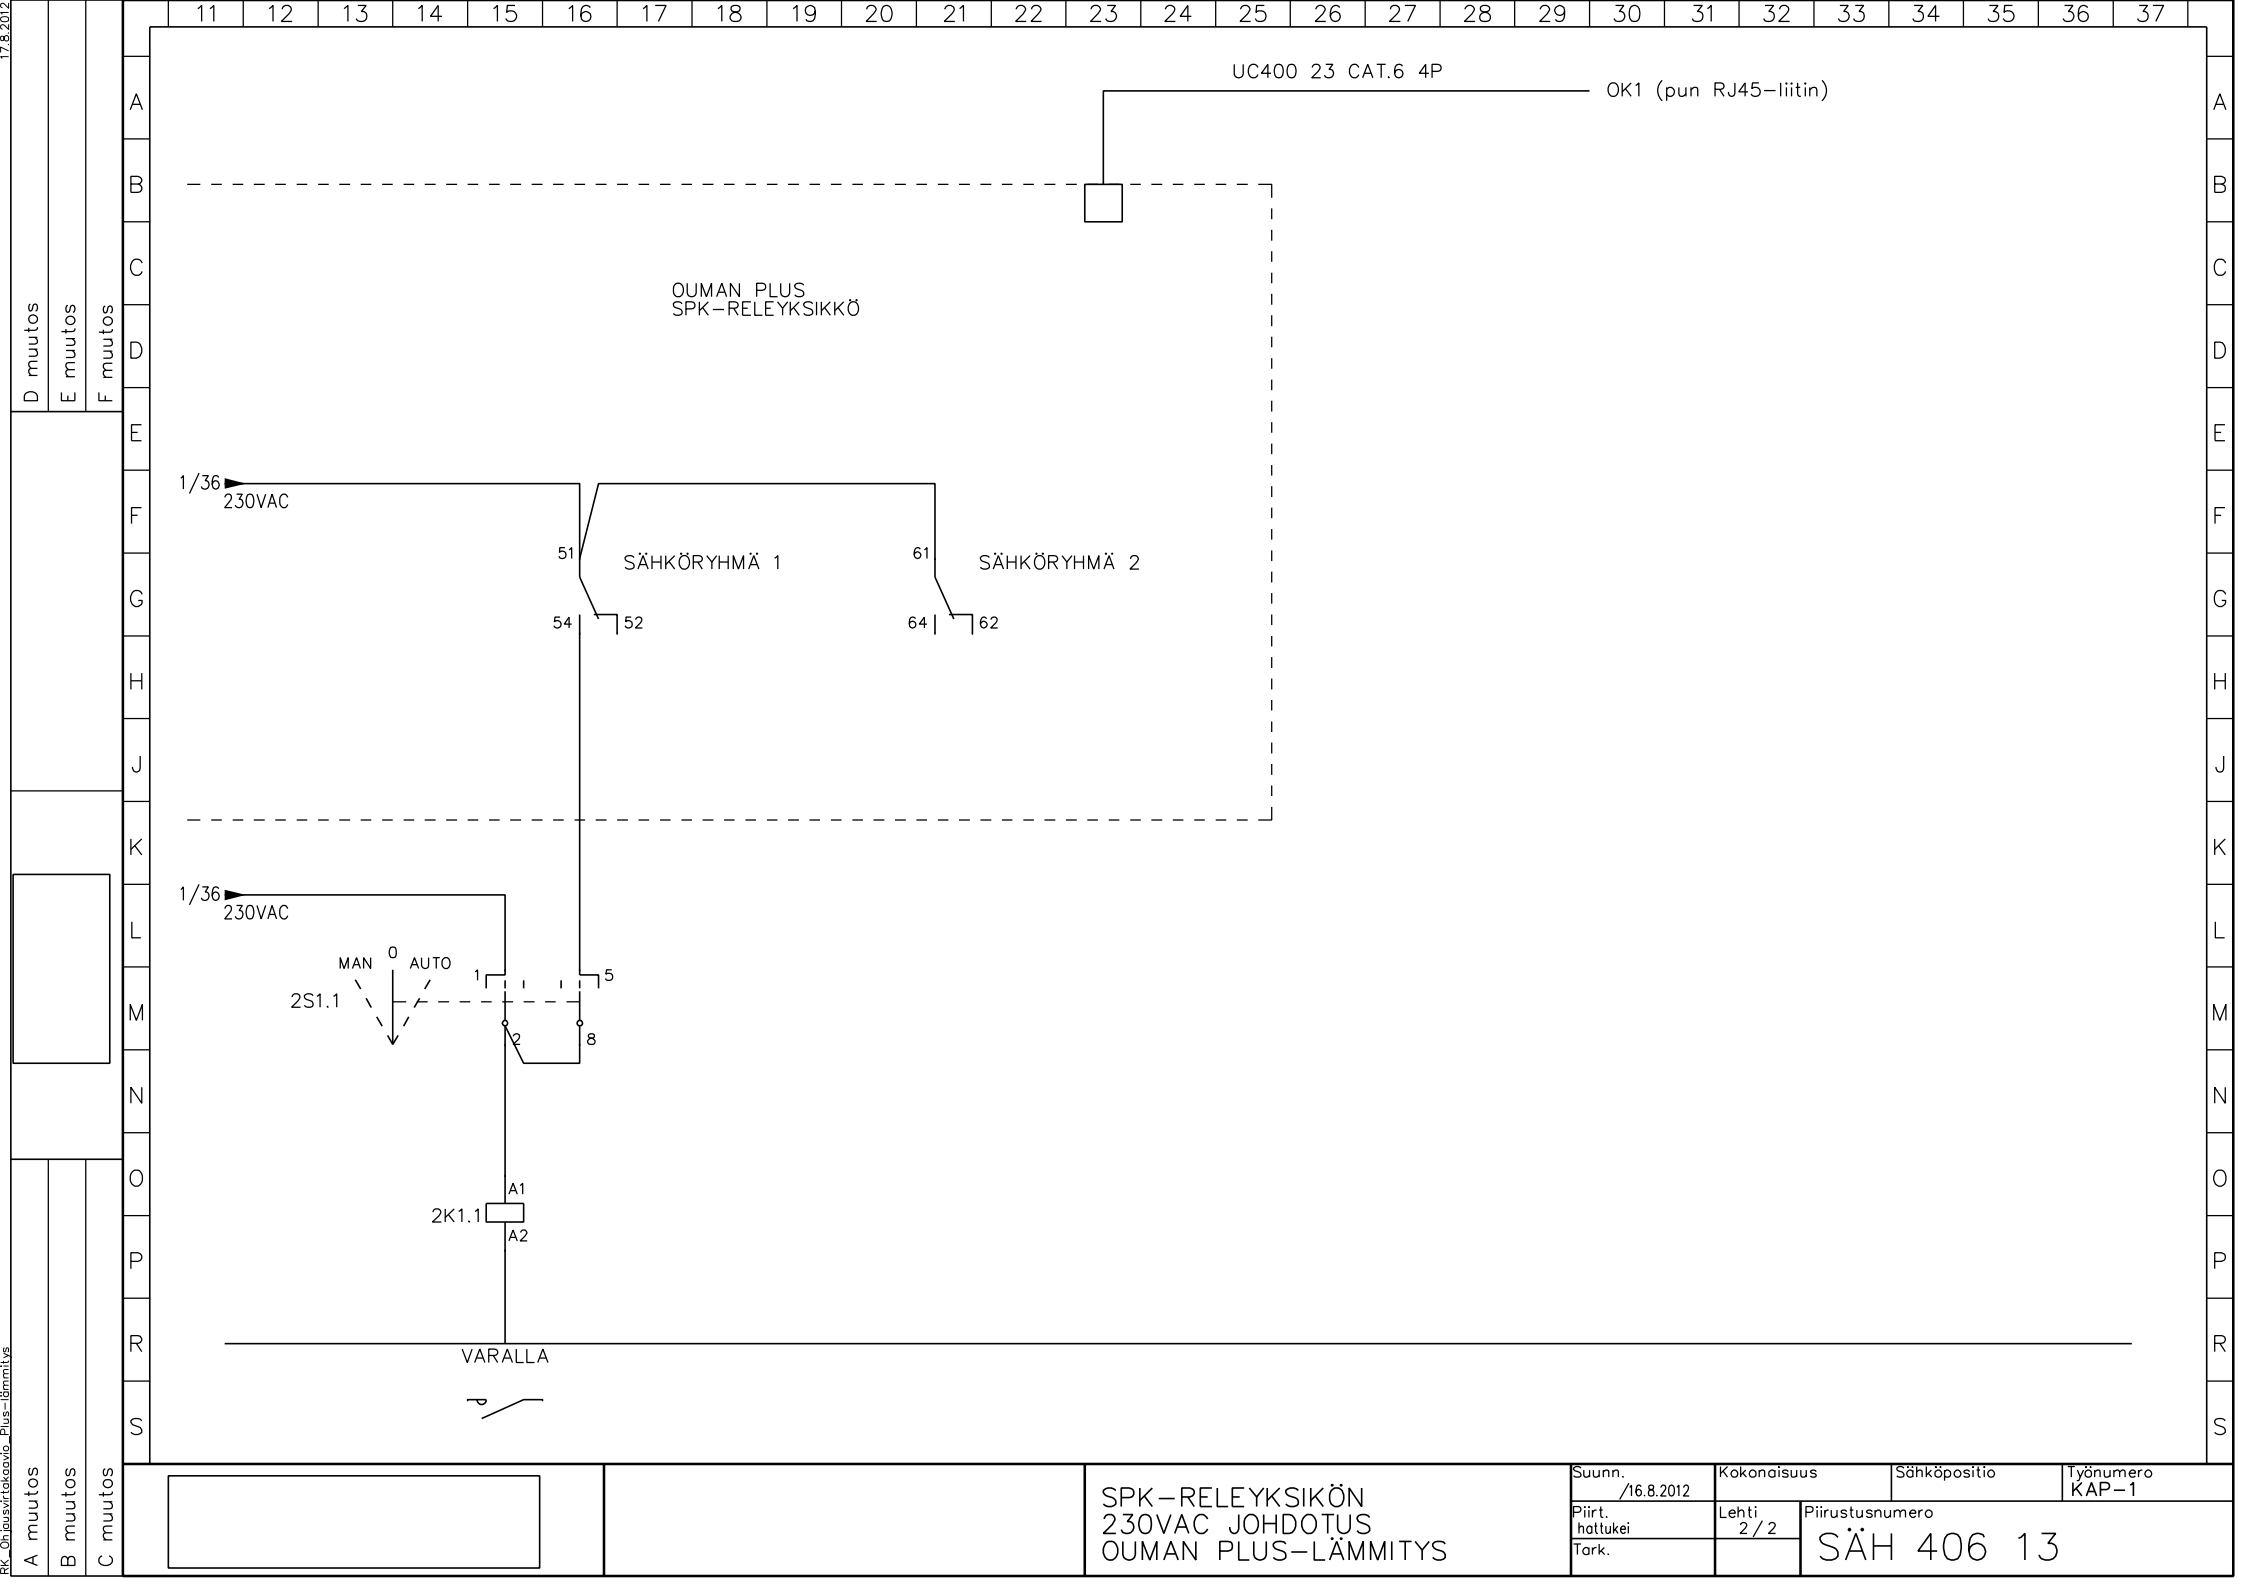 17.8.2012
11 12 13 14 15 16 17 18 19 20 21 22 23 24 25 26 27 28 29 30 31 32 33 34 35 36 37
UC400 23 CAT.6 4P
OK1 (pun RJ45-liitin)
A A
B B
C C
OUMAN PLUS
SPK-RELEYKSIKKÖ
D muutos
E muutos
F muutos
D D
E E
1/36
230VAC
F F
51 SÄHKÖRYHMÄ 1
61 SÄHKÖRYHMÄ 2
G G
54 52
64 62
H H
J J
K K
1/36
230VAC
L L
MAN 0 AUTO
1 5
2S1.1
M M
2 8
N N
O O
A1
2K1.1
A2
P P
R R
VARALLA
S S
A mutos
B mutos
C mutos
RK_Ohjausvirtakaavio_Plus-lämmitys
SPK-RELEYKSIKÖN
230VAC JOHDOTUS
OUMAN PLUS-LÄMMITYS
Suunn.
/16.8.2012
Kokonaisuus
Sähköpositio
Työnumero
KAP-1
Piirt.
hattukei
Lehti
2/2
Piirustusnumero
SÄH 406 13
Tark.